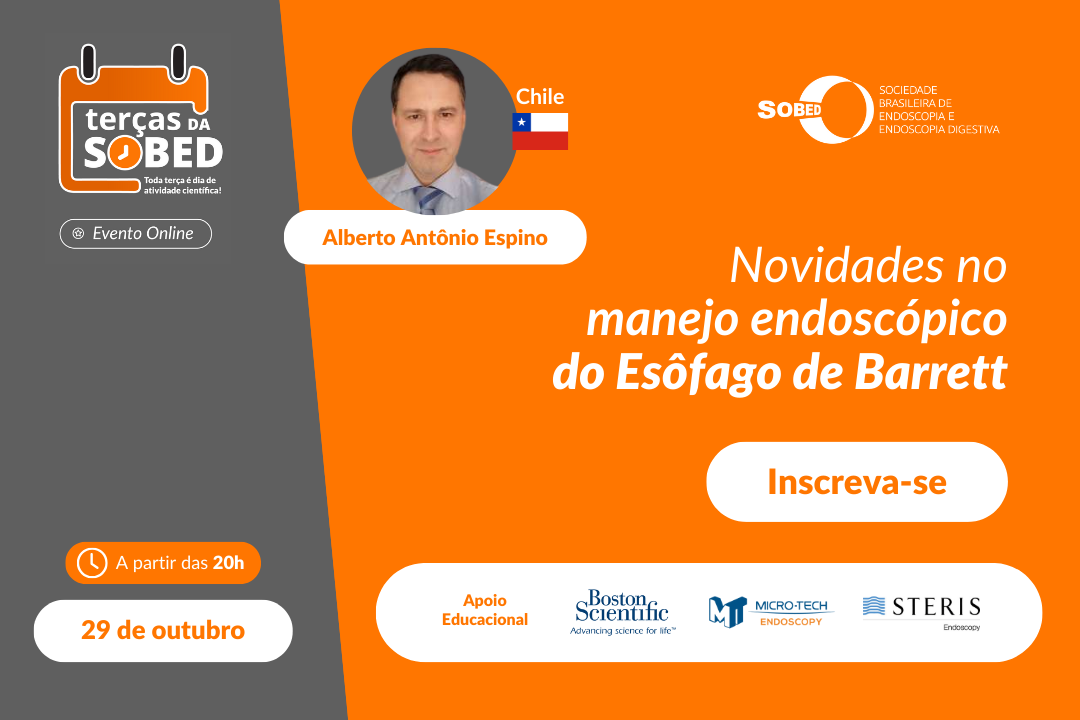 terças DA
SOBED
Toda terça é dia de
atividade científica!
Evento Online
Chile
Alberto Antônio Espino
SOBED
SOCIEDADE
BRASILEIRA DE
ENDOSCOPIA E
ENDOSCOPIA DIGESTIVA
Novidades no
manejo endoscópico
do Esôfago de Barrett
Inscreva-se
A partir das 20h
29 de outubro
Apoio
Educacional
Boston
Scientific
Advancing science for life™
MT
MICRO-TECH
ENDOSCOPY
STERIS
Endoscopy